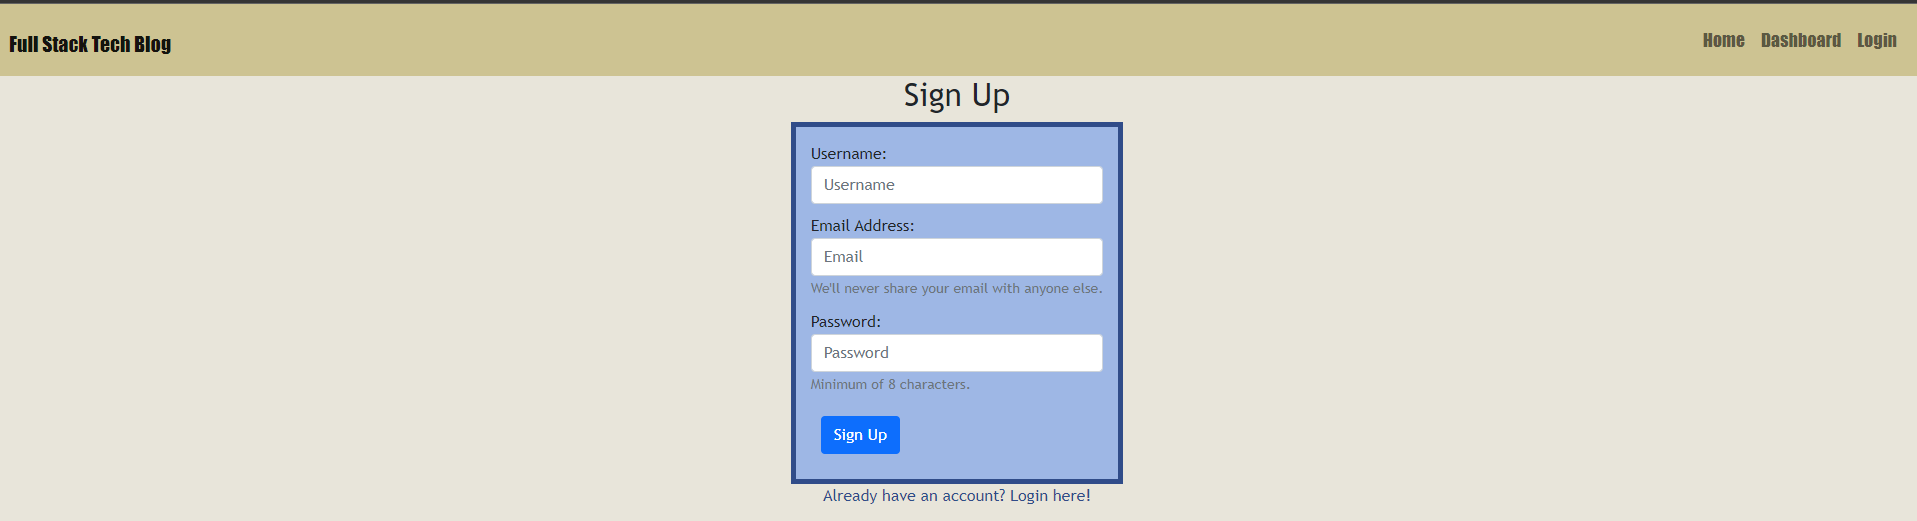 Full Stack Tech Blog
Home Dashboard Login
Sign Up
Username:
Username
Email Address:
Email
We'll never share your email with anyone else.
Password:
Password
Minimum of 8 characters.
Sign Up
Already have an account? Login here!